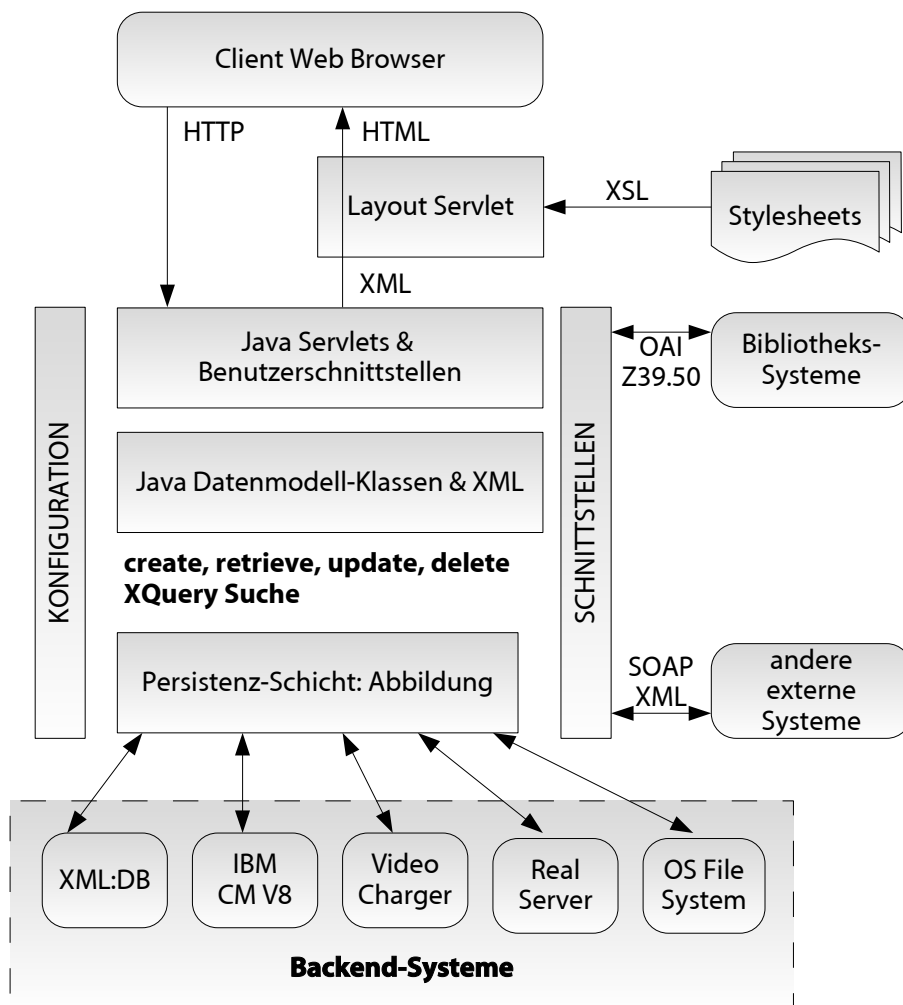 Client Web Browser
HTTP
HTML
Layout Servlet
XSL
Stylesheets
XML
KONFIGURATION
Java Servlets &
Benutzerschnittstellen
SCHNITTSTELLEN
OAI
Z39.50
Bibliotheks-
Systeme
Java Datenmodell-Klassen & XML
create, retrieve, update, delete
XQuery Suche
Persistenz-Schicht: Abbildung
SOAP
XML
andere
externe
Systeme
XML:DB
IBM
CM V8
Video
Charger
Real
Server
OS File
System
Backend-Systeme